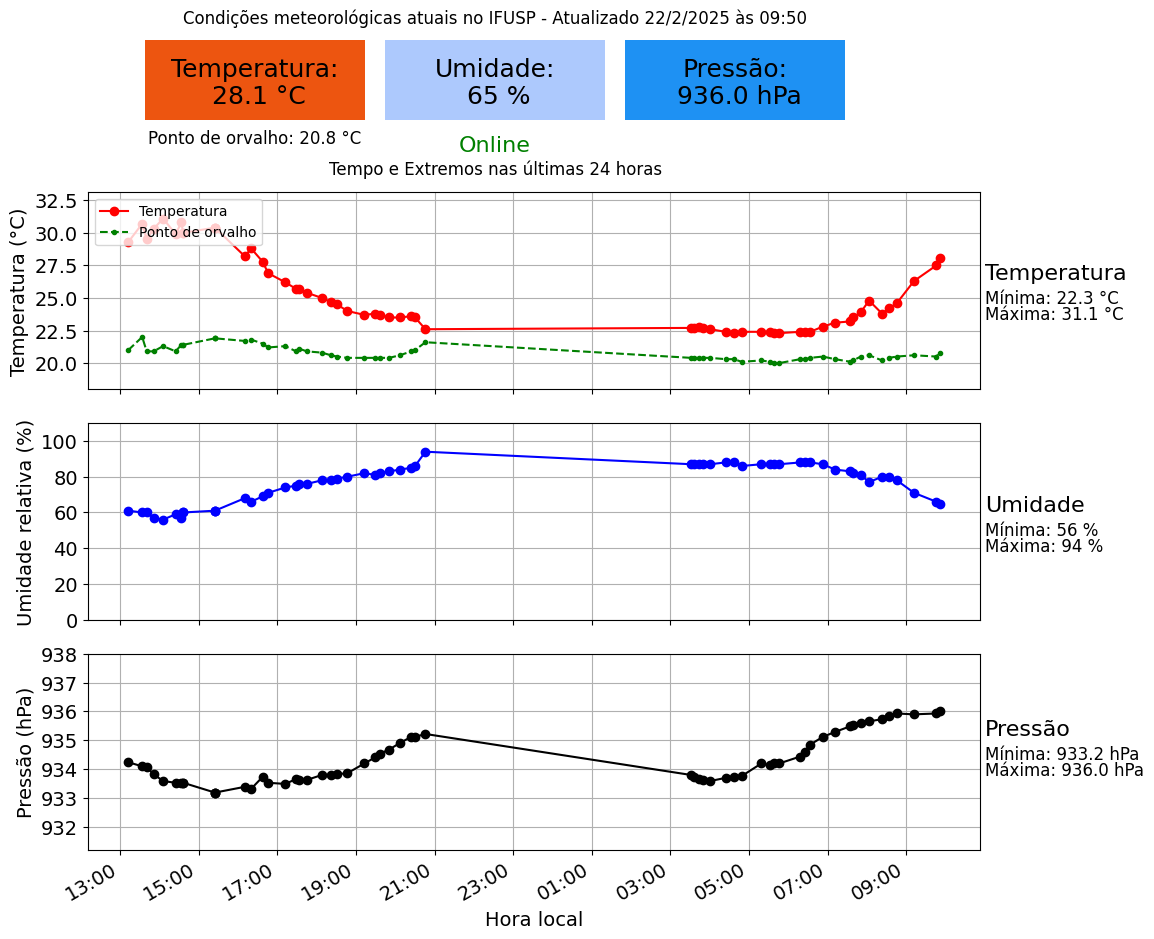 Condições meteorológicas atuais no IFUSP - Atualizado 22/2/2025 às 09:50
Temperatura:
28.1 °C
Umidade:
65 %
Pressão:
936.0 hPa
Ponto de orvalho: 20.8 °C
Online
Tempo e Extremos nas últimas 24 horas
Temperatura (°C)
32.5
30.0
27.5
25.0
22.5
20.0
Temperatura
Ponto de orvalho
Temperatura
Mínima: 22.3 °C
Máxima: 31.1 °C
Umidade relativa (%)
100
80
60
40
20
0
Umidade
Mínima: 56 %
Máxima: 94 %
Pressão (hPa)
938
937
936
935
934
933
932
Pressão
Mínima: 933.2 hPa
Máxima: 936.0 hPa
13:00
15:00
17:00
19:00
21:00
23:00
01:00
03:00
05:00
07:00
09:00
Hora local